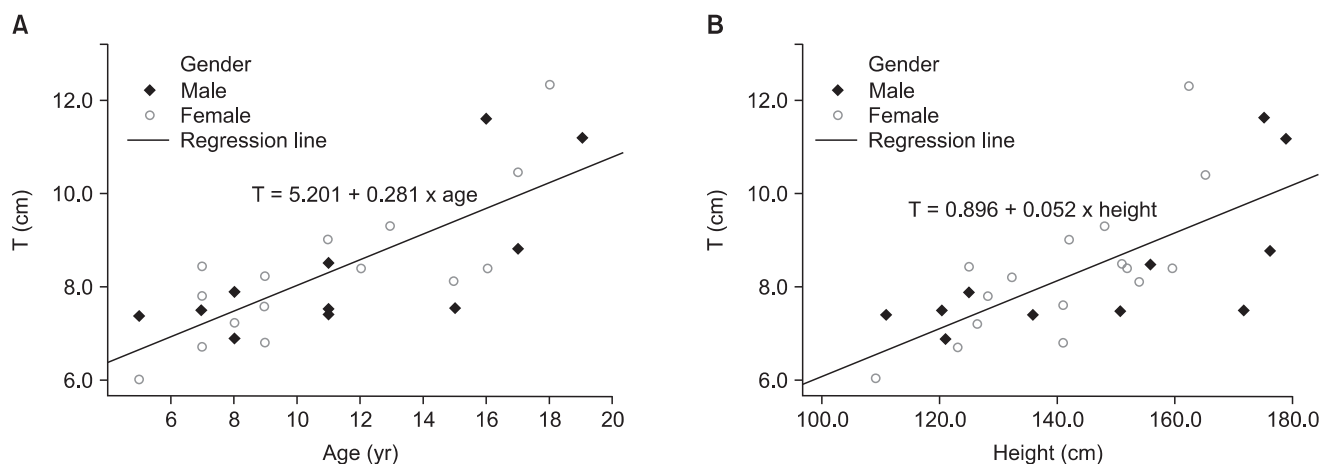 A
Gender
Male
Female
Regression line
T = 5.201 + 0.281 x age
T (cm)
12.0
10.0
8.0
6.0
6 8 10 12 14 16 18 20
Age (yr)
B
Gender
Male
Female
Regression line
T = 0.896 + 0.052 x height
T (cm)
12.0
10.0
8.0
6.0
100.0 120.0 140.0 160.0 180.0
Height (cm)